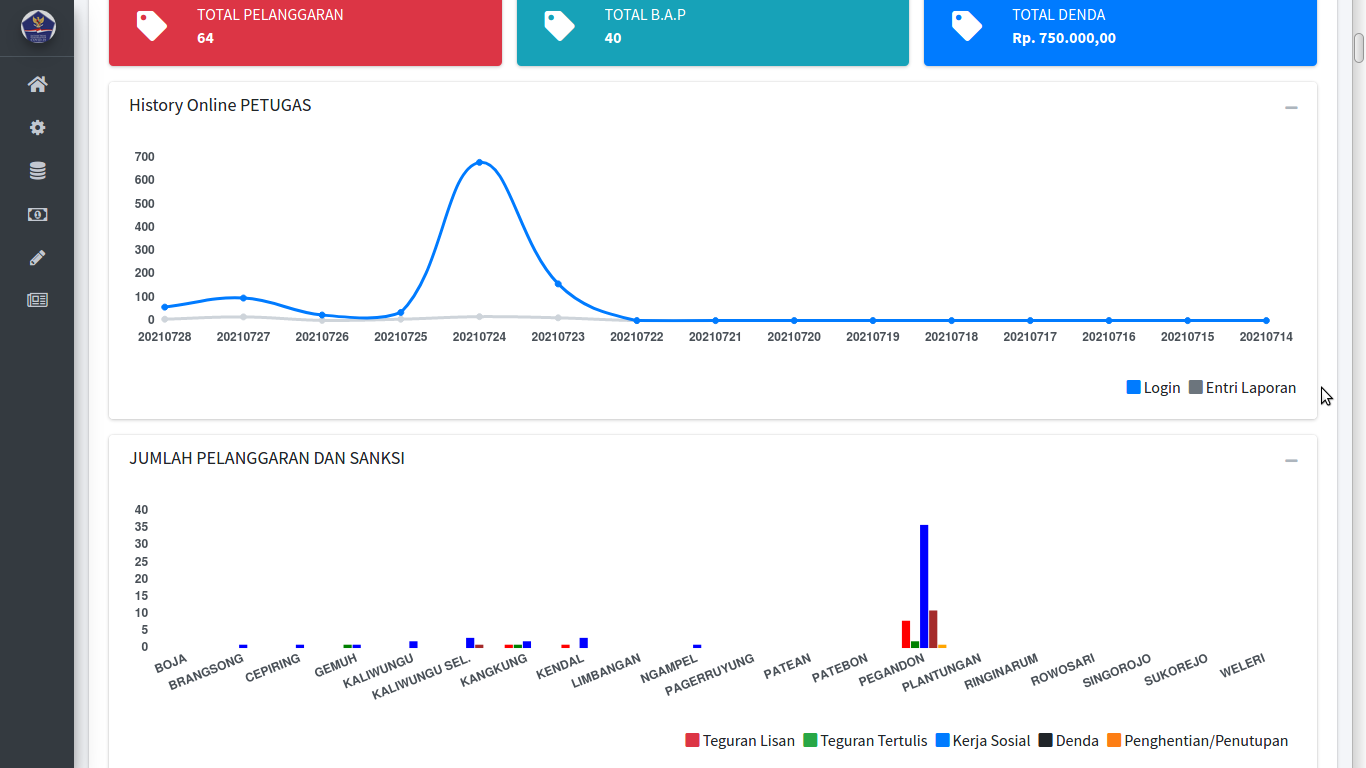 TOTAL PELANGGARAN
64
TOTAL B.A.P
40
TOTAL DENDA
Rp. 750.000,00
History Online PETUGAS
700
600
500
400
300
200
100
0
20210728 20210727 20210726 20210725 20210724 20210723 20210722 20210721 20210720 20210719 20210718 20210717 20210716 20210715 20210714
Login Entri Laporan
JUMLAH PELANGGARAN DAN SANKSI
40
35
30
25
20
15
10
5
0
BOJA BRANGSONG CEPIRING GEMUH KALIWUNGU KALIWUNGU SEL. KANGKUNG KENDAL LIMBANGAN NGAMPEL PAGERRUYUNG PATEAN PATEBON PEGANDON PLANTUNGAN RINGINARUM ROWOSARI SINGOROJO SUKOREJO WELERI
Teguran Lisan Teguran Tertulis Kerja Sosial Denda Penghentian/Penutupan